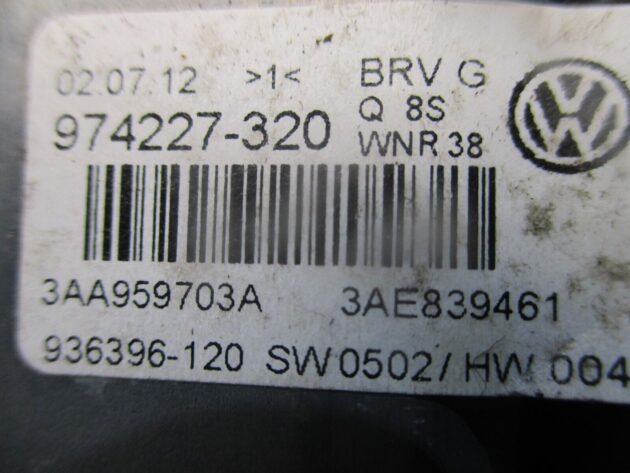 02.07.12 >1< BRV G
974227-320 Q 8S
WNR 38
3AA959703A 3AE839461
936396-120 SW0502/ HW 004